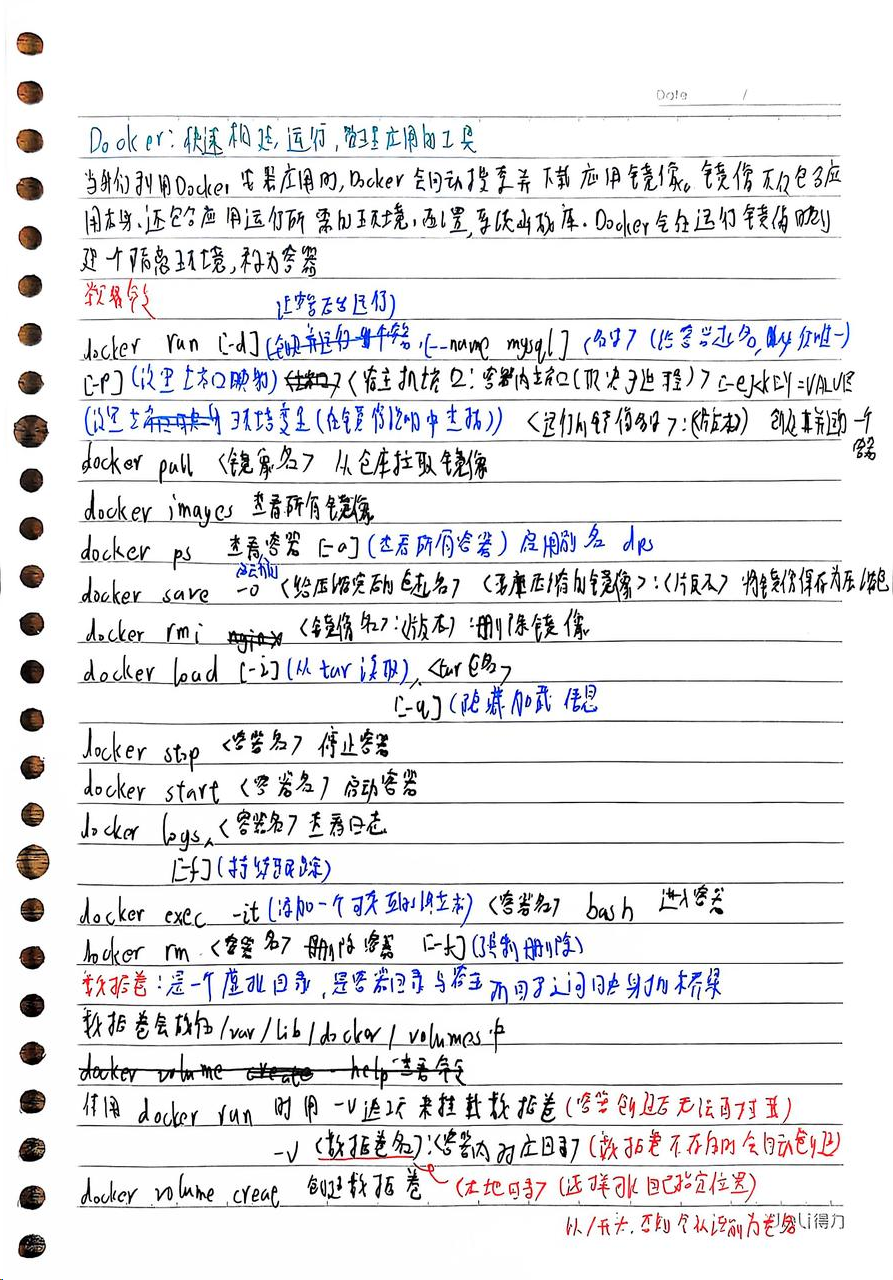 Date /
Docker: 快速构建,运行,管理应用的工具
当我们利用Docker安装应用时,Docker会自动搜索并下载应用镜像。镜像不仅包含应
用本身、还包含应用运行所需的环境,配置,系统函数库.Docker会在运行镜像时创
建一个隔离环境,称为容器
常见命令
让容器后台运行)
docker run [-d] (创建并运行一个容器 [--name mysql] <名字> (给容器起名,必须唯一)
[-P] (设置端口映射) <宿主机端口:容器内端口(取决于进程)> [-e]<KEY=VALUE
(设置 环境变量(在镜像说明中查找)) <运行的镜像名字>:(<版本>) 创建并运行一个
容器
docker pull <镜像名> 从仓库拉取镜像
docker images 查看所有镜像
docker ps 查看容器 [-a] (查看所有容器) 启用别名 dps
docker save -o <给压缩完后的包起名> <要压缩的镜像>:<版本> 将镜像保存为压缩包
docker rmi nginx <镜像名>:<版本> 删除镜像
docker load [-i] (从tar读取) <tar包名>
[-q] (隐藏加载信息
docker stop <容器名> 停止容器
docker start <容器名> 启动容器
docker logs <容器名> 查看日志
[-f] (持续跟踪)
docker exec -it (添加一个可交互的终端) <容器名> bash 进入容器
docker rm <容器名> 删除容器 [-f] (强制删除)
数据卷:是一个虚拟目录,是容器目录与宿主机目录之间映射的桥梁
数据卷会放在/var/lib/docker/volumes中
docker volume create --help 查看命令
使用 docker run 时用 -v 选项来挂载数据卷 (容器创建后无法再挂载)
-v <数据卷名>:<容器内对应目录> (数据卷不存在时会自动创建)
docker volume creae 创建数据卷 <本地目录> (这样可以自己指定位置)
以/开头,否则会认识别为卷名
得力